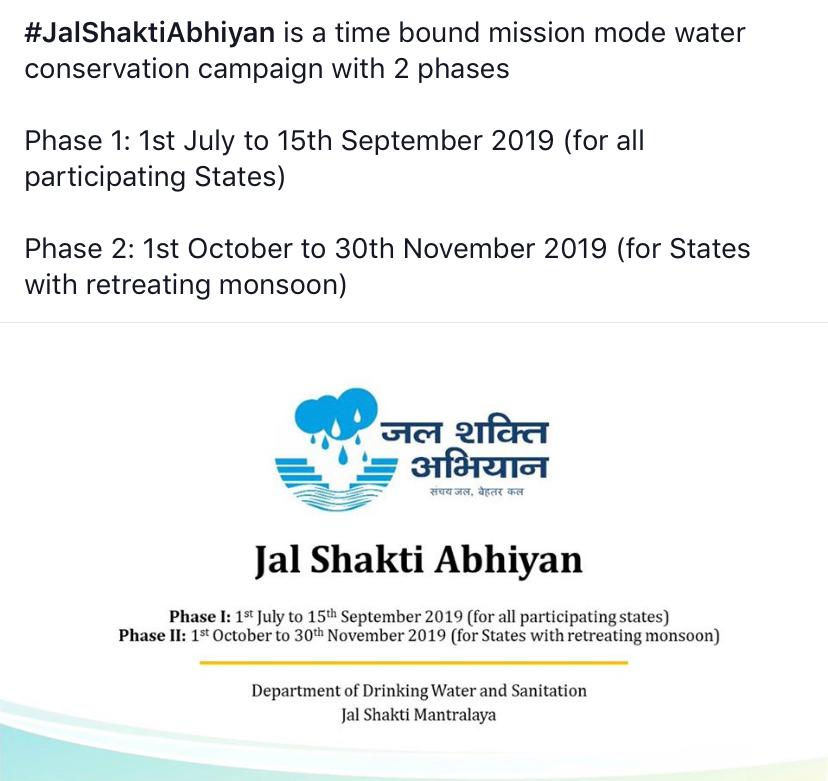 #JalShaktiAbhiyan is a time bound mission mode water
conservation campaign with 2 phases
Phase 1: 1st July to 15th September 2019 (for all
participating States)
Phase 2: 1st October to 30th November 2019 (for States
with retreating monsoon)
जल शक्ति
अभियान
संचय जल, बेहतर कल
Jal Shakti Abhiyan
Phase I: 1st July to 15th September 2019 (for all participating states)
Phase II: 1st October to 30th November 2019 (for States with retreating monsoon)
Department of Drinking Water and Sanitation
Jal Shakti Mantralaya